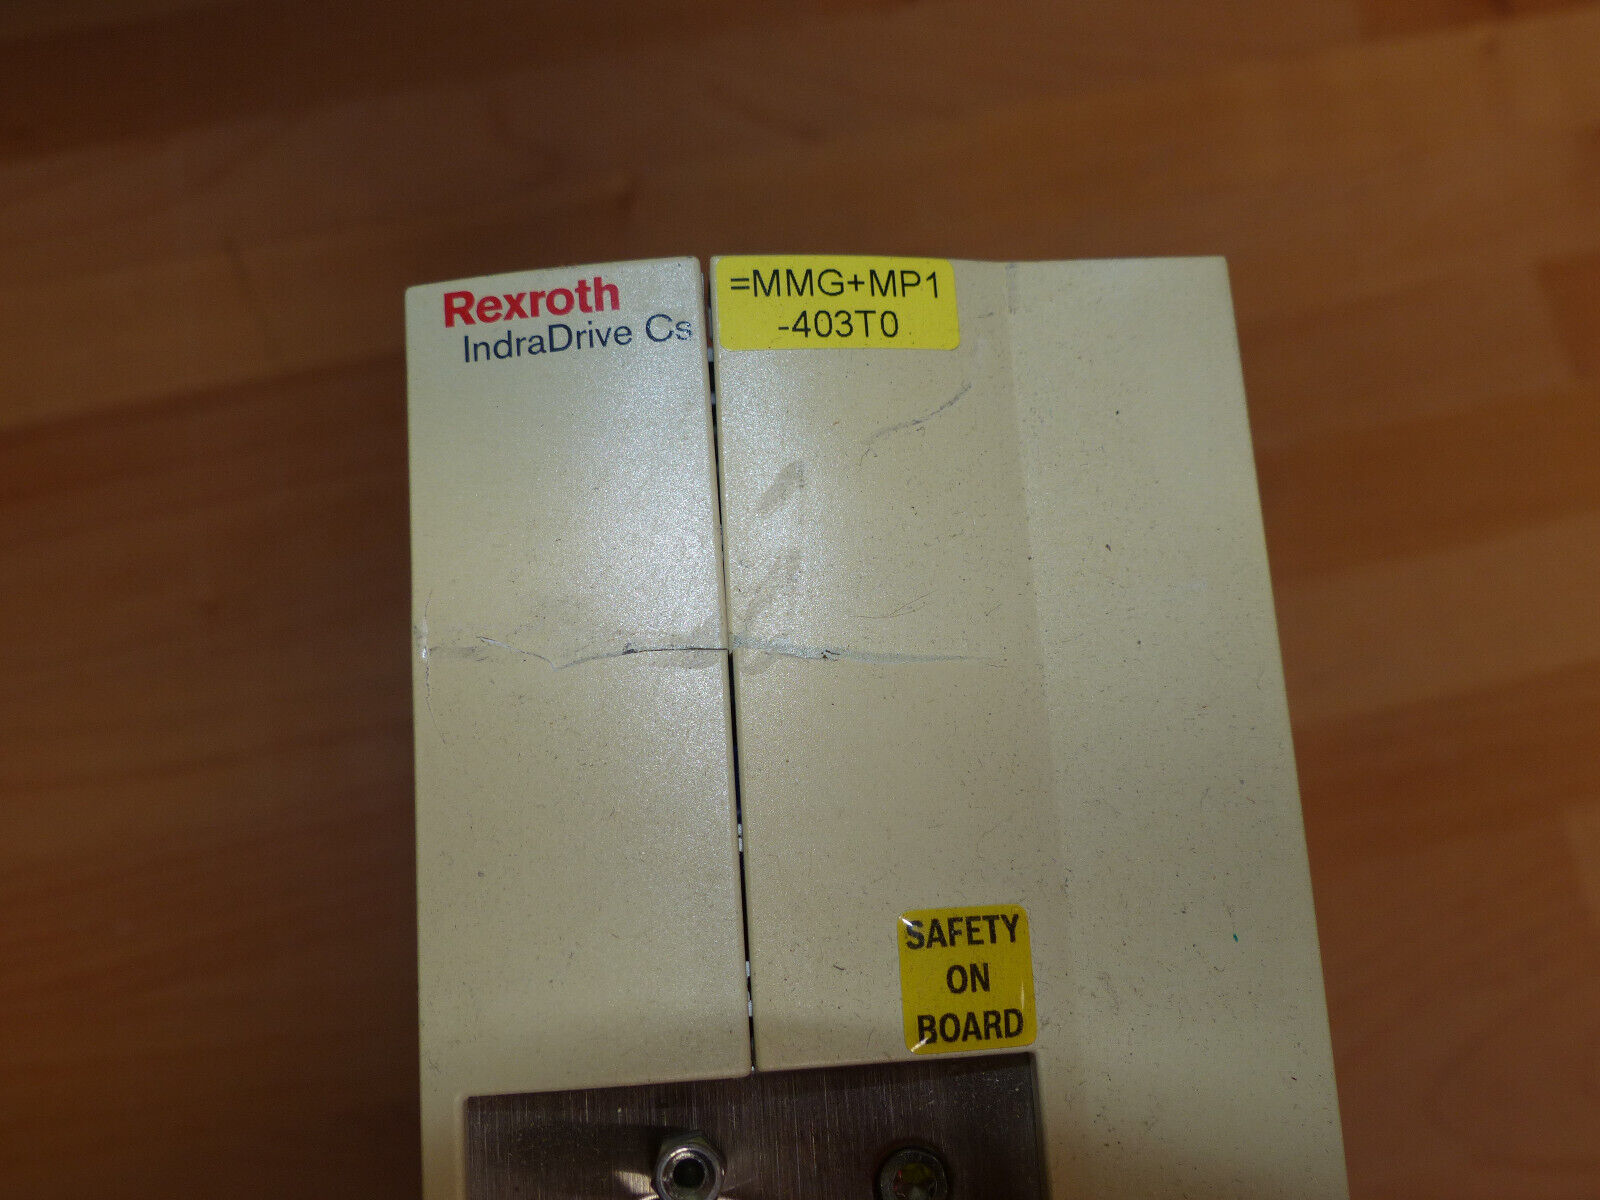 Rexroth
IndraDrive Cs
=MMG+MP1
-403T0
SAFETY
ON
BOARD